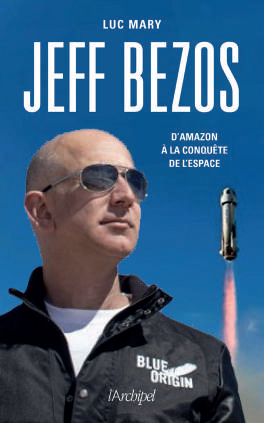 LUC MARY
JEFF BEZOS
D'AMAZON
À LA CONQUÊTE
DE L'ESPACE
BLUE
ORIGIN
l'Archipel